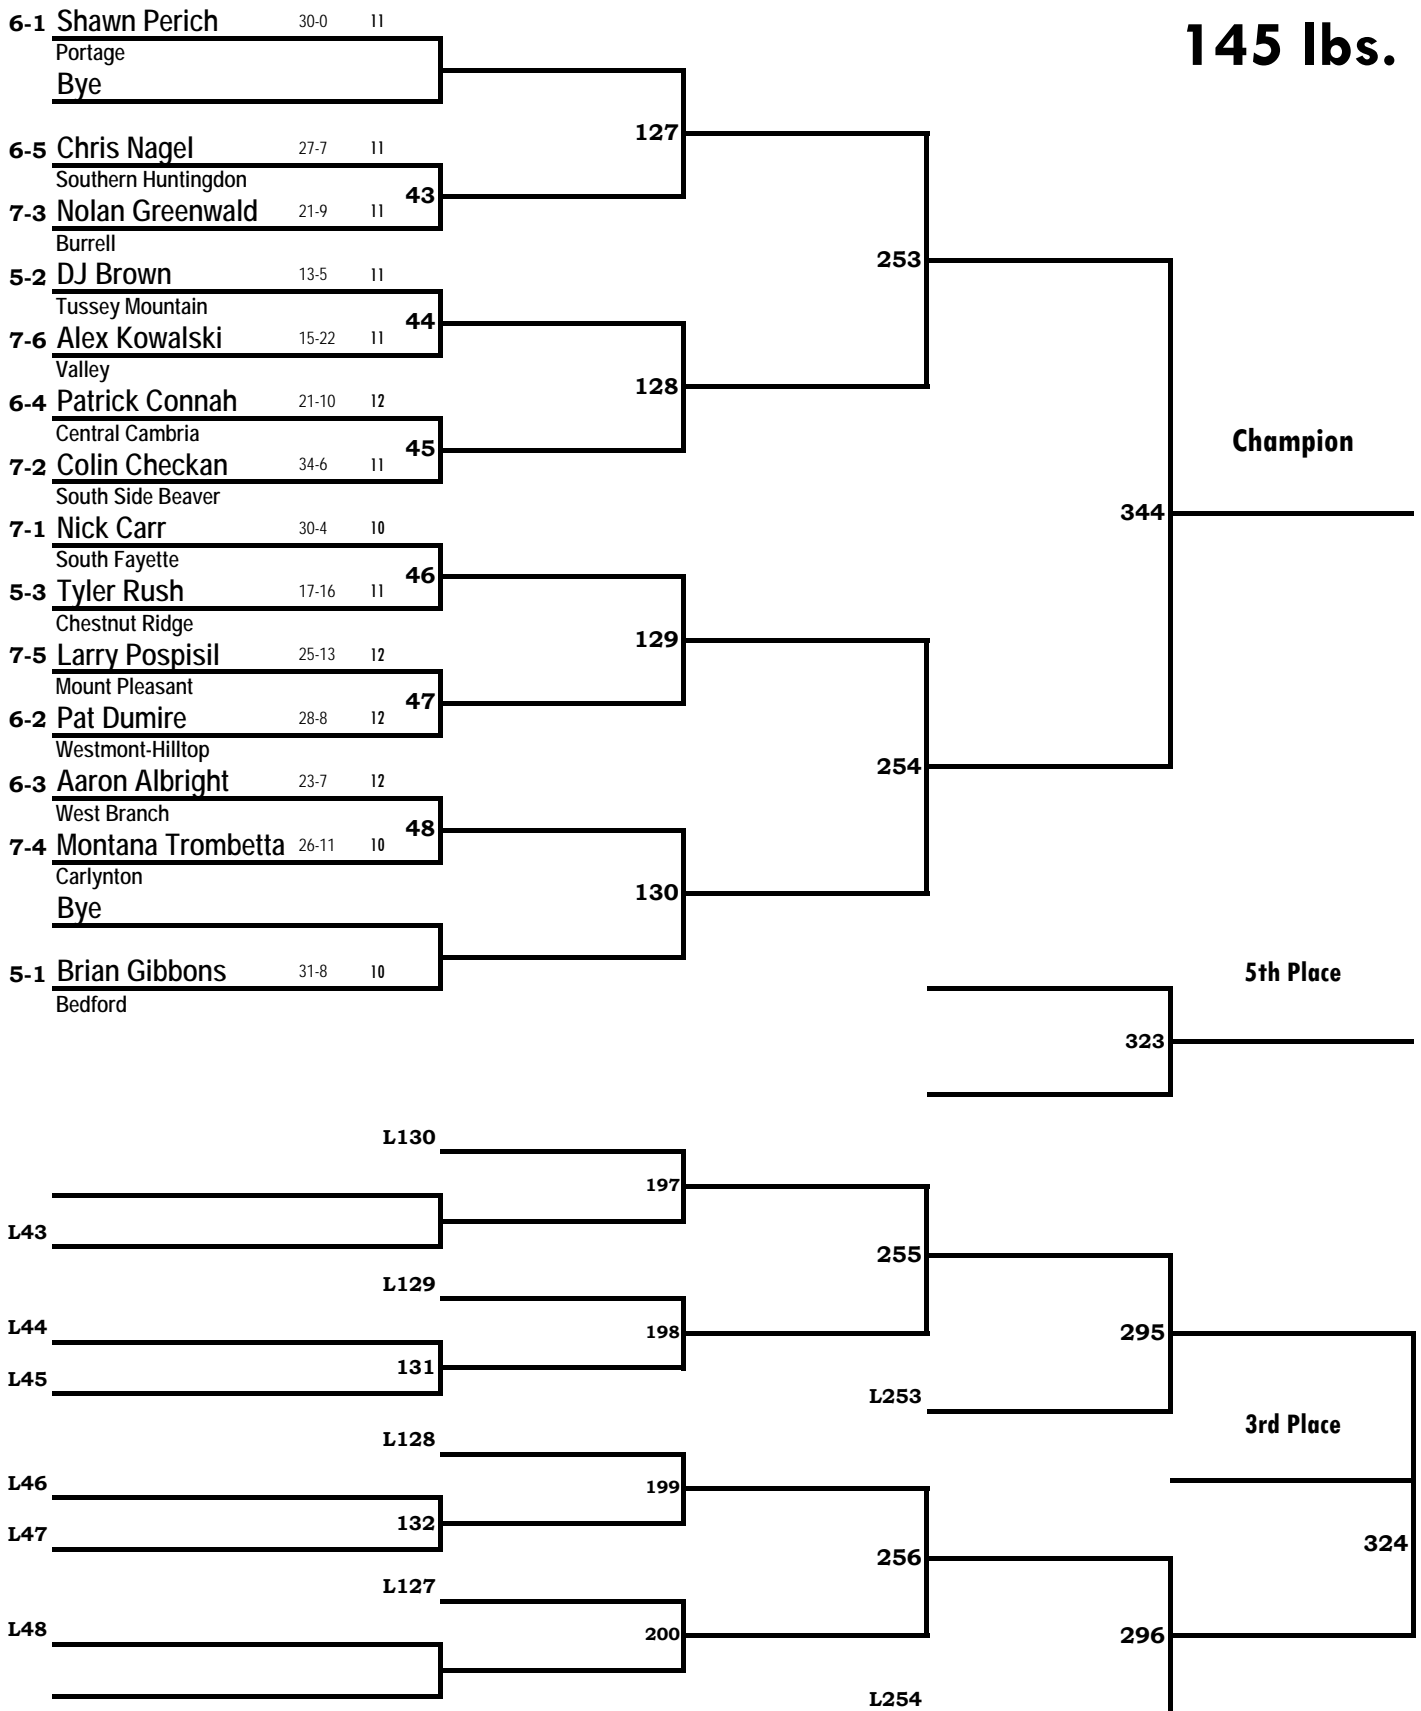 145 lbs.
6-1 Shawn Perich 30-0 11
Portage
Bye
127
6-5 Chris Nagel 27-7 11
Southern Huntingdon
43
7-3 Nolan Greenwald 21-9 11
Burrell
253
5-2 DJ Brown 13-5 11
Tussey Mountain
44
7-6 Alex Kowalski 15-22 11
Valley
128
6-4 Patrick Connah 21-10 12
Central Cambria
45
Champion
7-2 Colin Checkan 34-6 11
South Side Beaver
344
7-1 Nick Carr 30-4 10
South Fayette
46
5-3 Tyler Rush 17-16 11
Chestnut Ridge
129
7-5 Larry Pospisil 25-13 12
Mount Pleasant
47
6-2 Pat Dumire 28-8 12
Westmont-Hilltop
254
6-3 Aaron Albright 23-7 12
West Branch
48
7-4 Montana Trombetta 26-11 10
Carlynton
130
Bye
5-1 Brian Gibbons 31-8 10
Bedford
5th Place
323
L130
197
L43
255
L129
L44
198
295
131
L45
L253
3rd Place
L128
L46
199
132
L47
324
256
L127
L48
200
296
L254